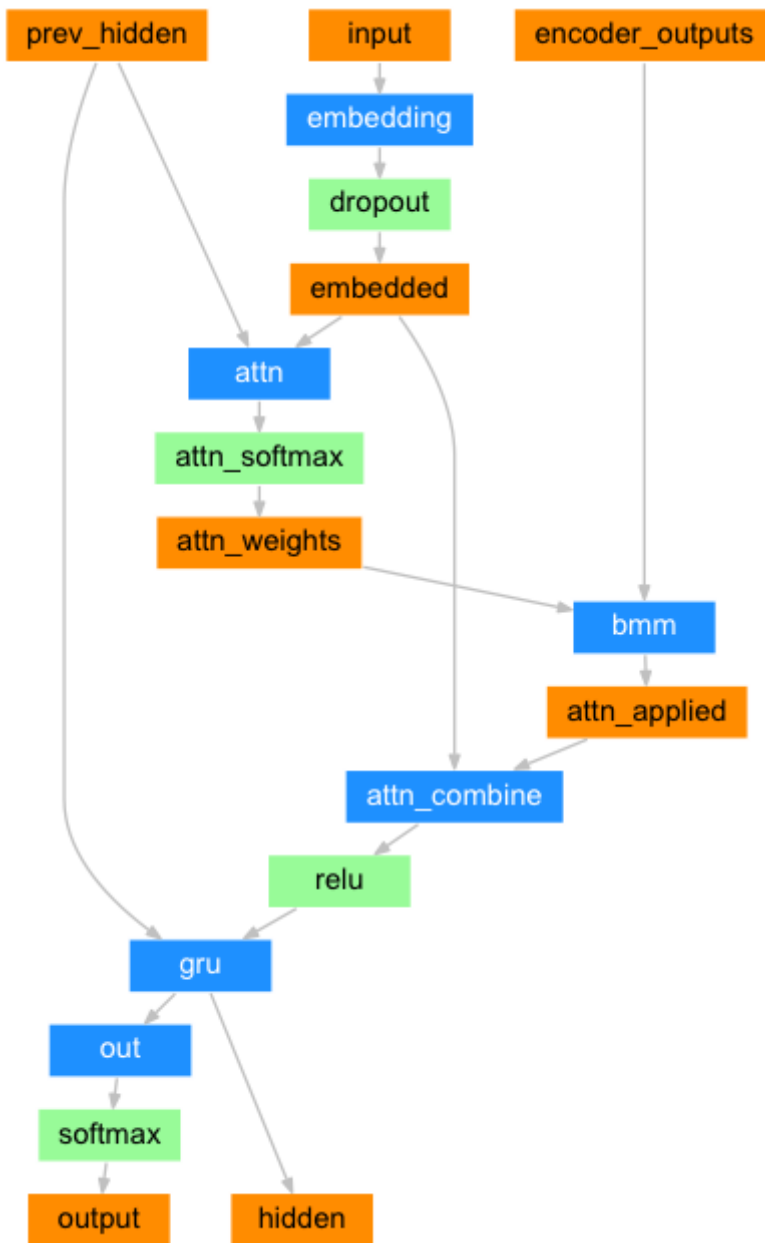 prev_hidden
input
encoder_outputs
embedding
dropout
embedded
attn
attn_softmax
attn_weights
bmm
attn_applied
attn_combine
relu
gru
out
softmax
output
hidden